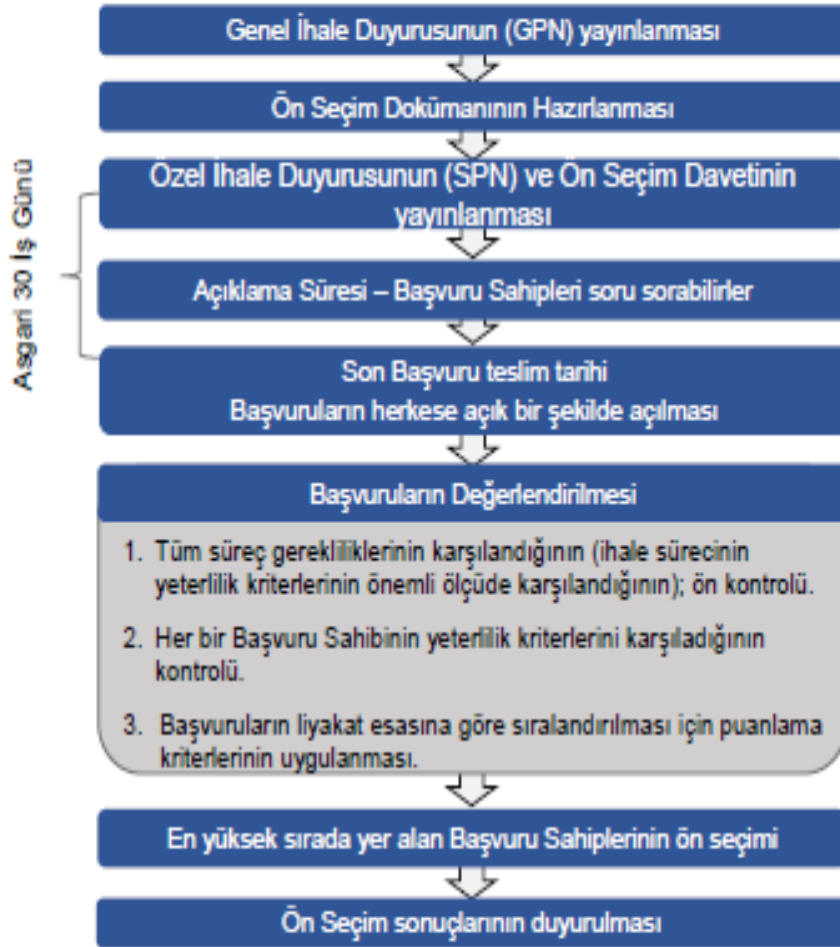 Genel İhale Duyurusunun (GPN) yayınlanması
Ön Seçim Dokümanının Hazırlanması
Asgari 30 İş Günü
Özel İhale Duyurusunun (SPN) ve Ön Seçim Davetinin
yayınlanması
Açıklama Süresi – Başvuru Sahipleri soru sorabilirler
Son Başvuru teslim tarihi
Başvuruların herkese açık bir şekilde açılması
Başvuruların Değerlendirilmesi
1. Tüm süreç gerekliliklerinin karşılandığının (ihale sürecinin
yeterlilik kriterlerinin önemli ölçüde karşılandığının); ön kontrolü.
2. Her bir Başvuru Sahibinin yeterlilik kriterlerini karşıladığının
kontrolü.
3. Başvuruların liyakat esasına göre sıralandırılması için puanlama
kriterlerinin uygulanması.
En yüksek sırada yer alan Başvuru Sahiplerinin ön seçimi
Ön Seçim sonuçlarının duyurulması